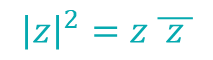 |z|² = z z̅